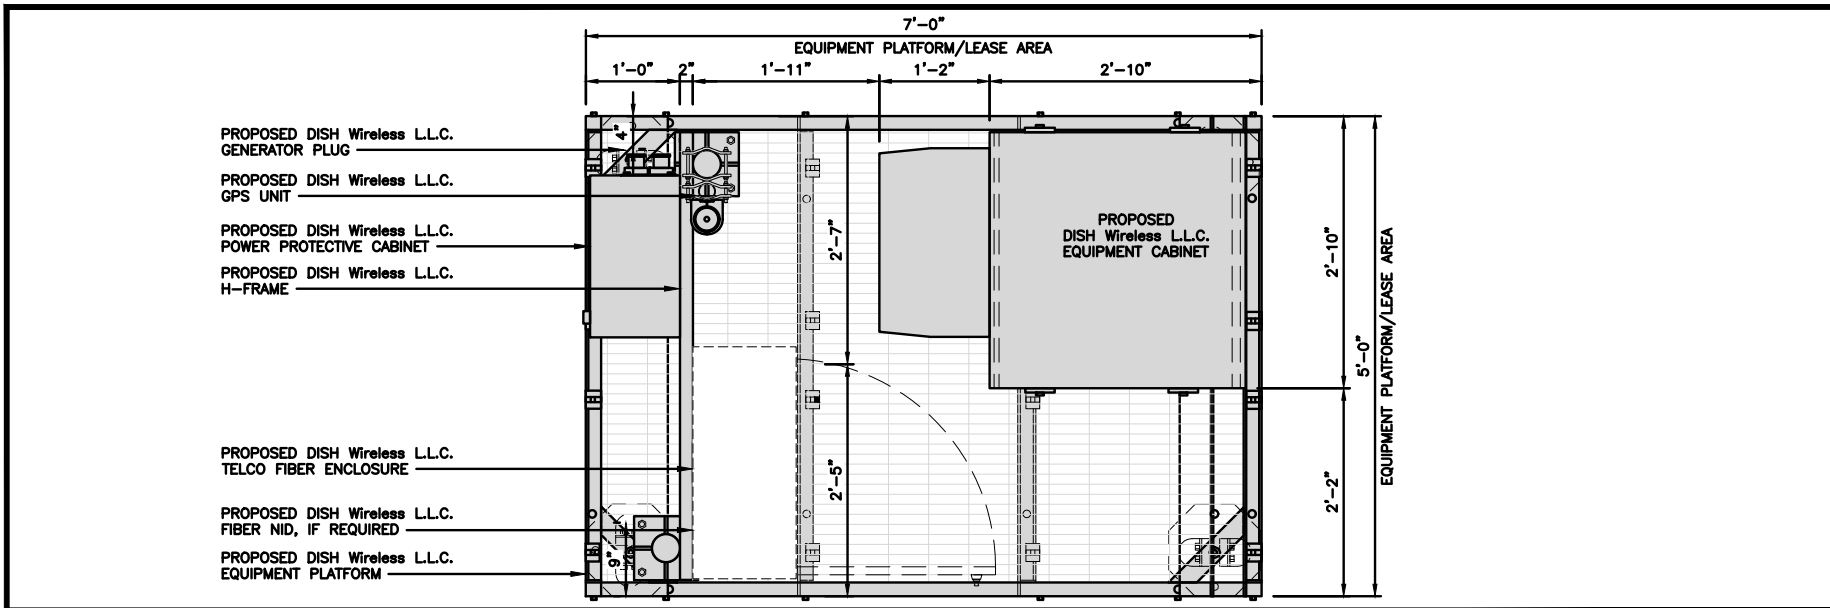 7'-0"
EQUIPMENT PLATFORM/LEASE AREA
1'-0"
2"
1'-11"
1'-2"
2'-10"
PROPOSED DISH Wireless L.L.C.
GENERATOR PLUG
PROPOSED DISH Wireless L.L.C.
GPS UNIT
PROPOSED DISH Wireless L.L.C.
POWER PROTECTIVE CABINET
PROPOSED DISH Wireless L.L.C.
H-FRAME
PROPOSED DISH Wireless L.L.C.
TELCO FIBER ENCLOSURE
PROPOSED DISH Wireless L.L.C.
FIBER NID, IF REQUIRED
PROPOSED DISH Wireless L.L.C.
EQUIPMENT PLATFORM
4"
9"
2'-7"
2'-5"
PROPOSED
DISH Wireless L.L.C.
EQUIPMENT CABINET
2'-10"
2'-2"
5'-0"
EQUIPMENT PLATFORM/LEASE AREA